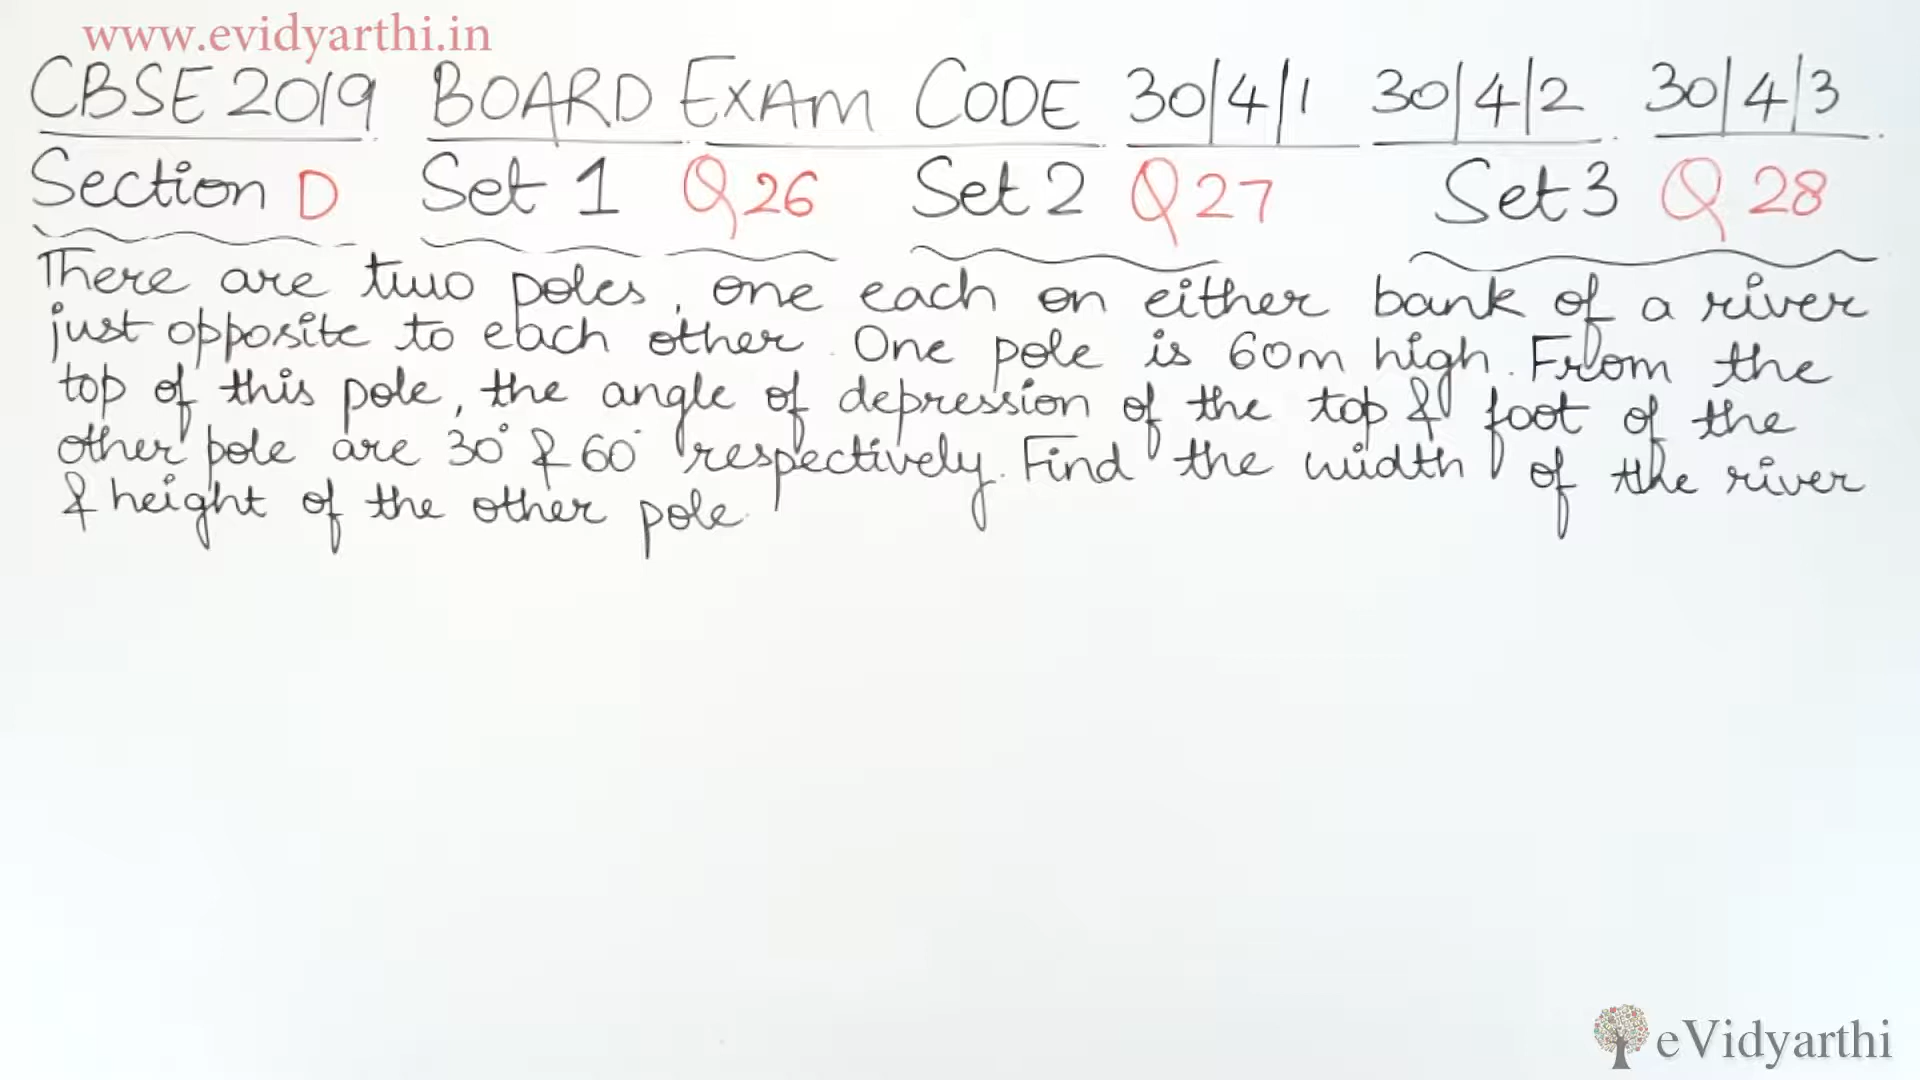 www.evidyarthi.in
CBSE 2019 BOARD EXAM CODE 30/4/1 30/4/2 30/4/3
Section D Set 1 Q 26 Set 2 Q 27 Set 3 Q 28
There are two poles, one each on either bank of a river
just opposite to each other. One pole is 60m high. From the
top of this pole, the angle of depression of the top & foot of the
other pole are 30° & 60° respectively. Find the width of the river
& height of the other pole.
eVidyarthi